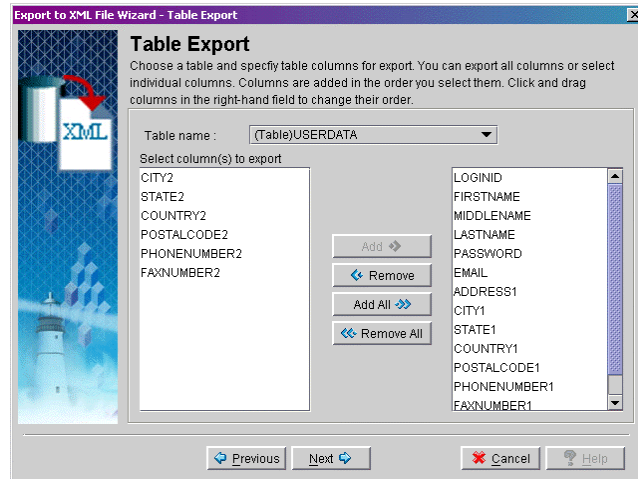 Export to XML File Wizard - Table Export
Table Export
Choose a table and specfiy table columns for export. You can export all columns or select
individual columns. Columns are added in the order you select them. Click and drag
columns in the right-hand field to change their order.
XML
Table name :
(Table)USERDATA
Select column(s) to export
CITY2
STATE2
COUNTRY2
POSTALCODE2
PHONENUMBER2
FAXNUMBER2
Add
Remove
Add All
Remove All
LOGINID
FIRSTNAME
MIDDLENAME
LASTNAME
PASSWORD
EMAIL
ADDRESS1
CITY1
STATE1
COUNTRY1
POSTALCODE1
PHONENUMBER1
FAXNUMBER1
Previous
Next
Cancel
Help